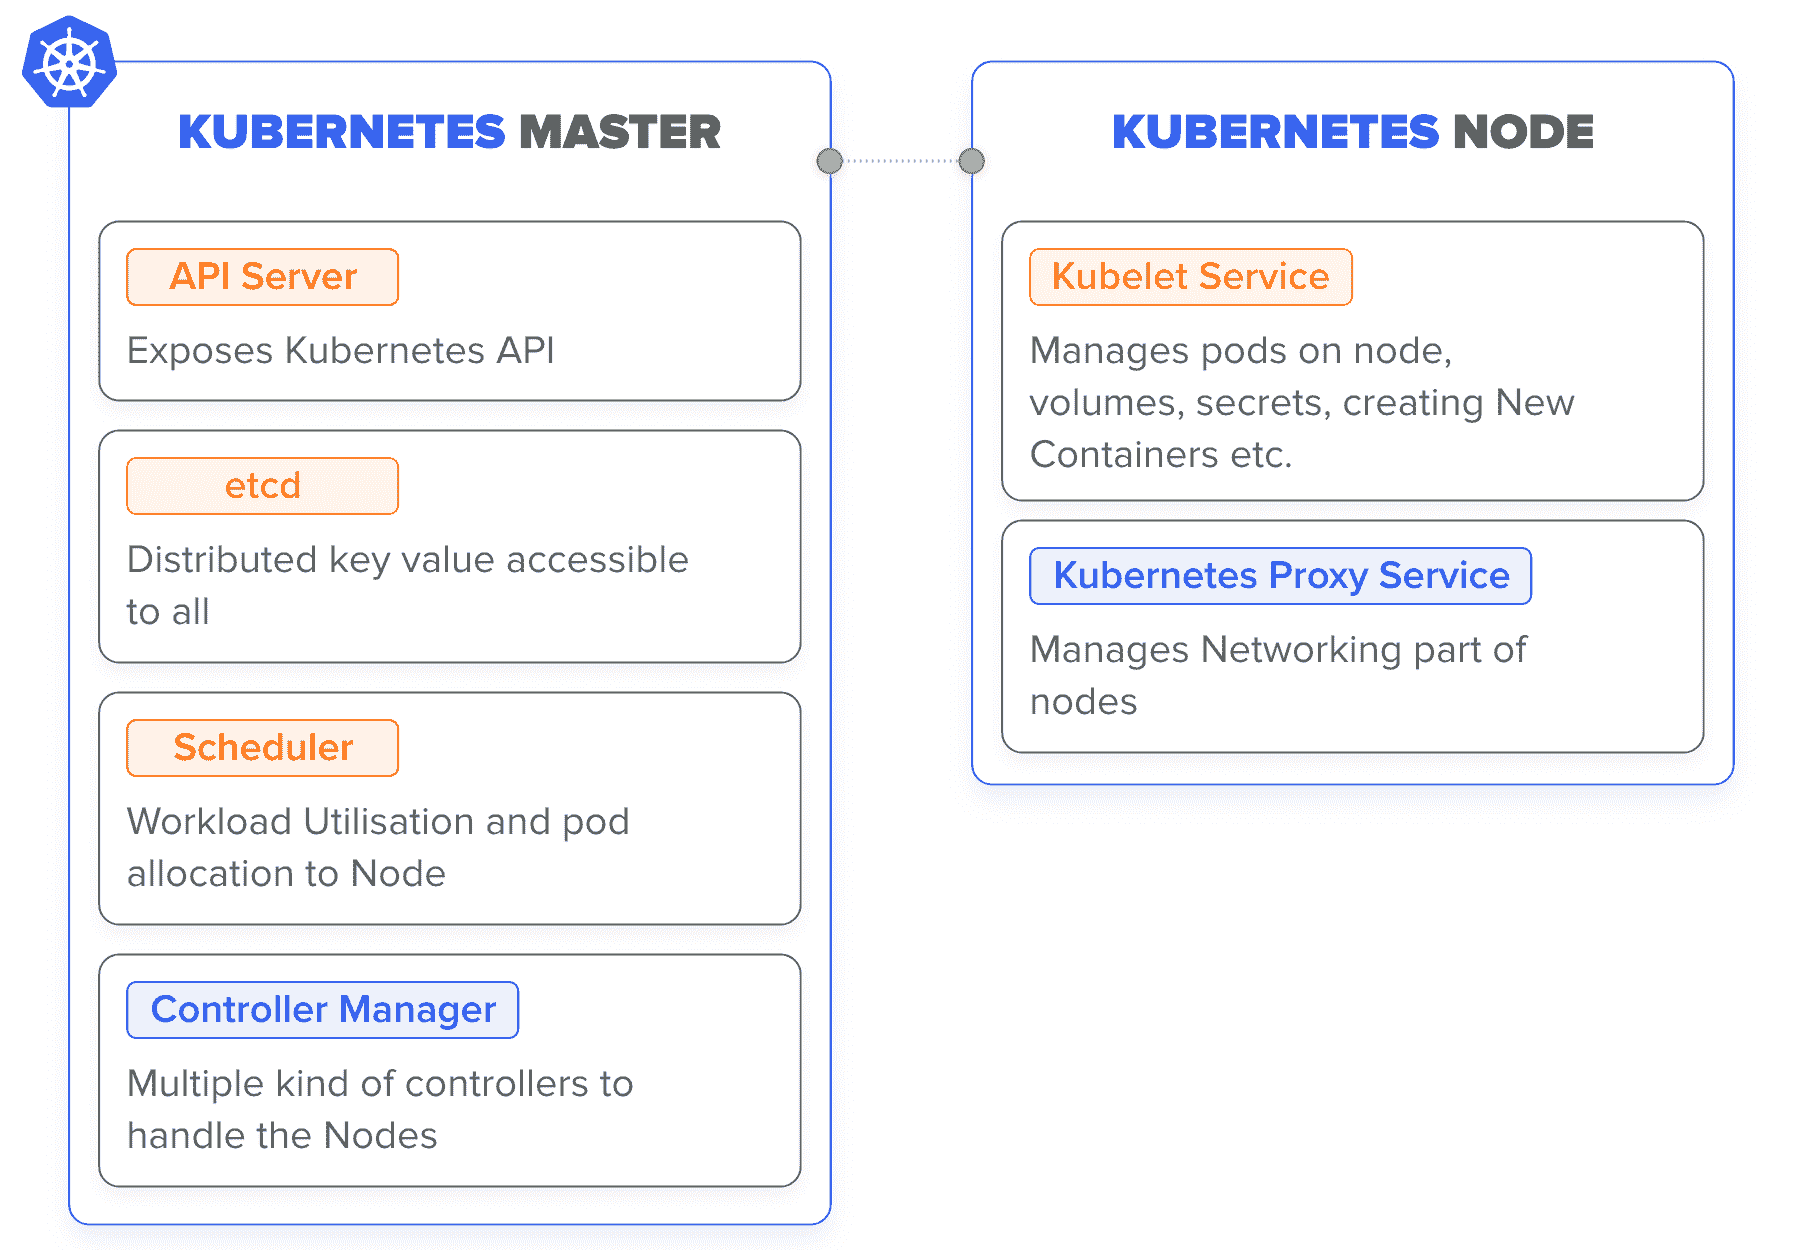 KUBERNETES MASTER
API Server
Exposes Kubernetes API
etcd
Distributed key value accessible
to all
Scheduler
Workload Utilisation and pod
allocation to Node
Controller Manager
Multiple kind of controllers to
handle the Nodes
KUBERNETES NODE
Kubelet Service
Manages pods on node,
volumes, secrets, creating New
Containers etc.
Kubernetes Proxy Service
Manages Networking part of
nodes